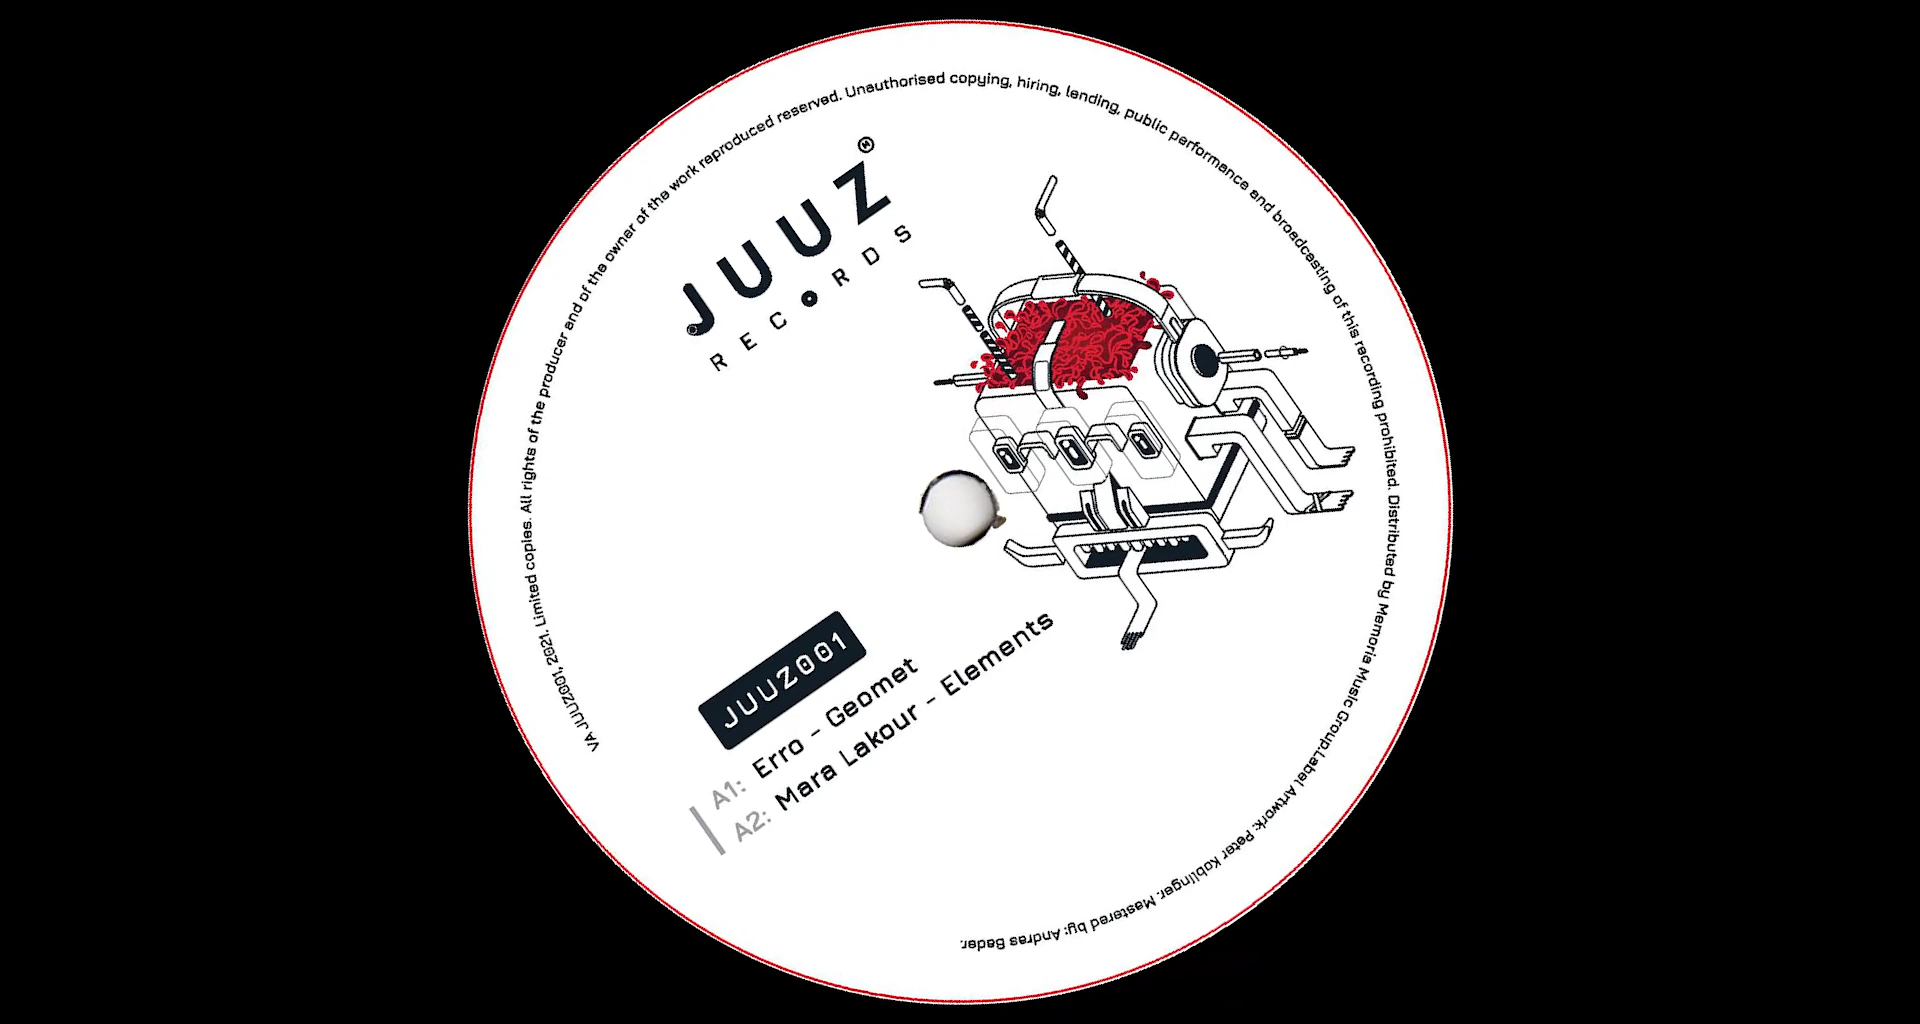 JUUZ
RECORDS
JUUZ001
A1: Erro - Geomet
A2: Mara Lakour - Elements
VA JUUZ001, 2021. Limited copies. All rights of the producer and of the owner of the work reproduced reserved. Unauthorised copying, hiring, lending, public performance and broadcasting of this recording prohibited. Distributed by Memoria Music Group.Label Artwork: Peter Koblinger. Mastered by: Andras Bader.